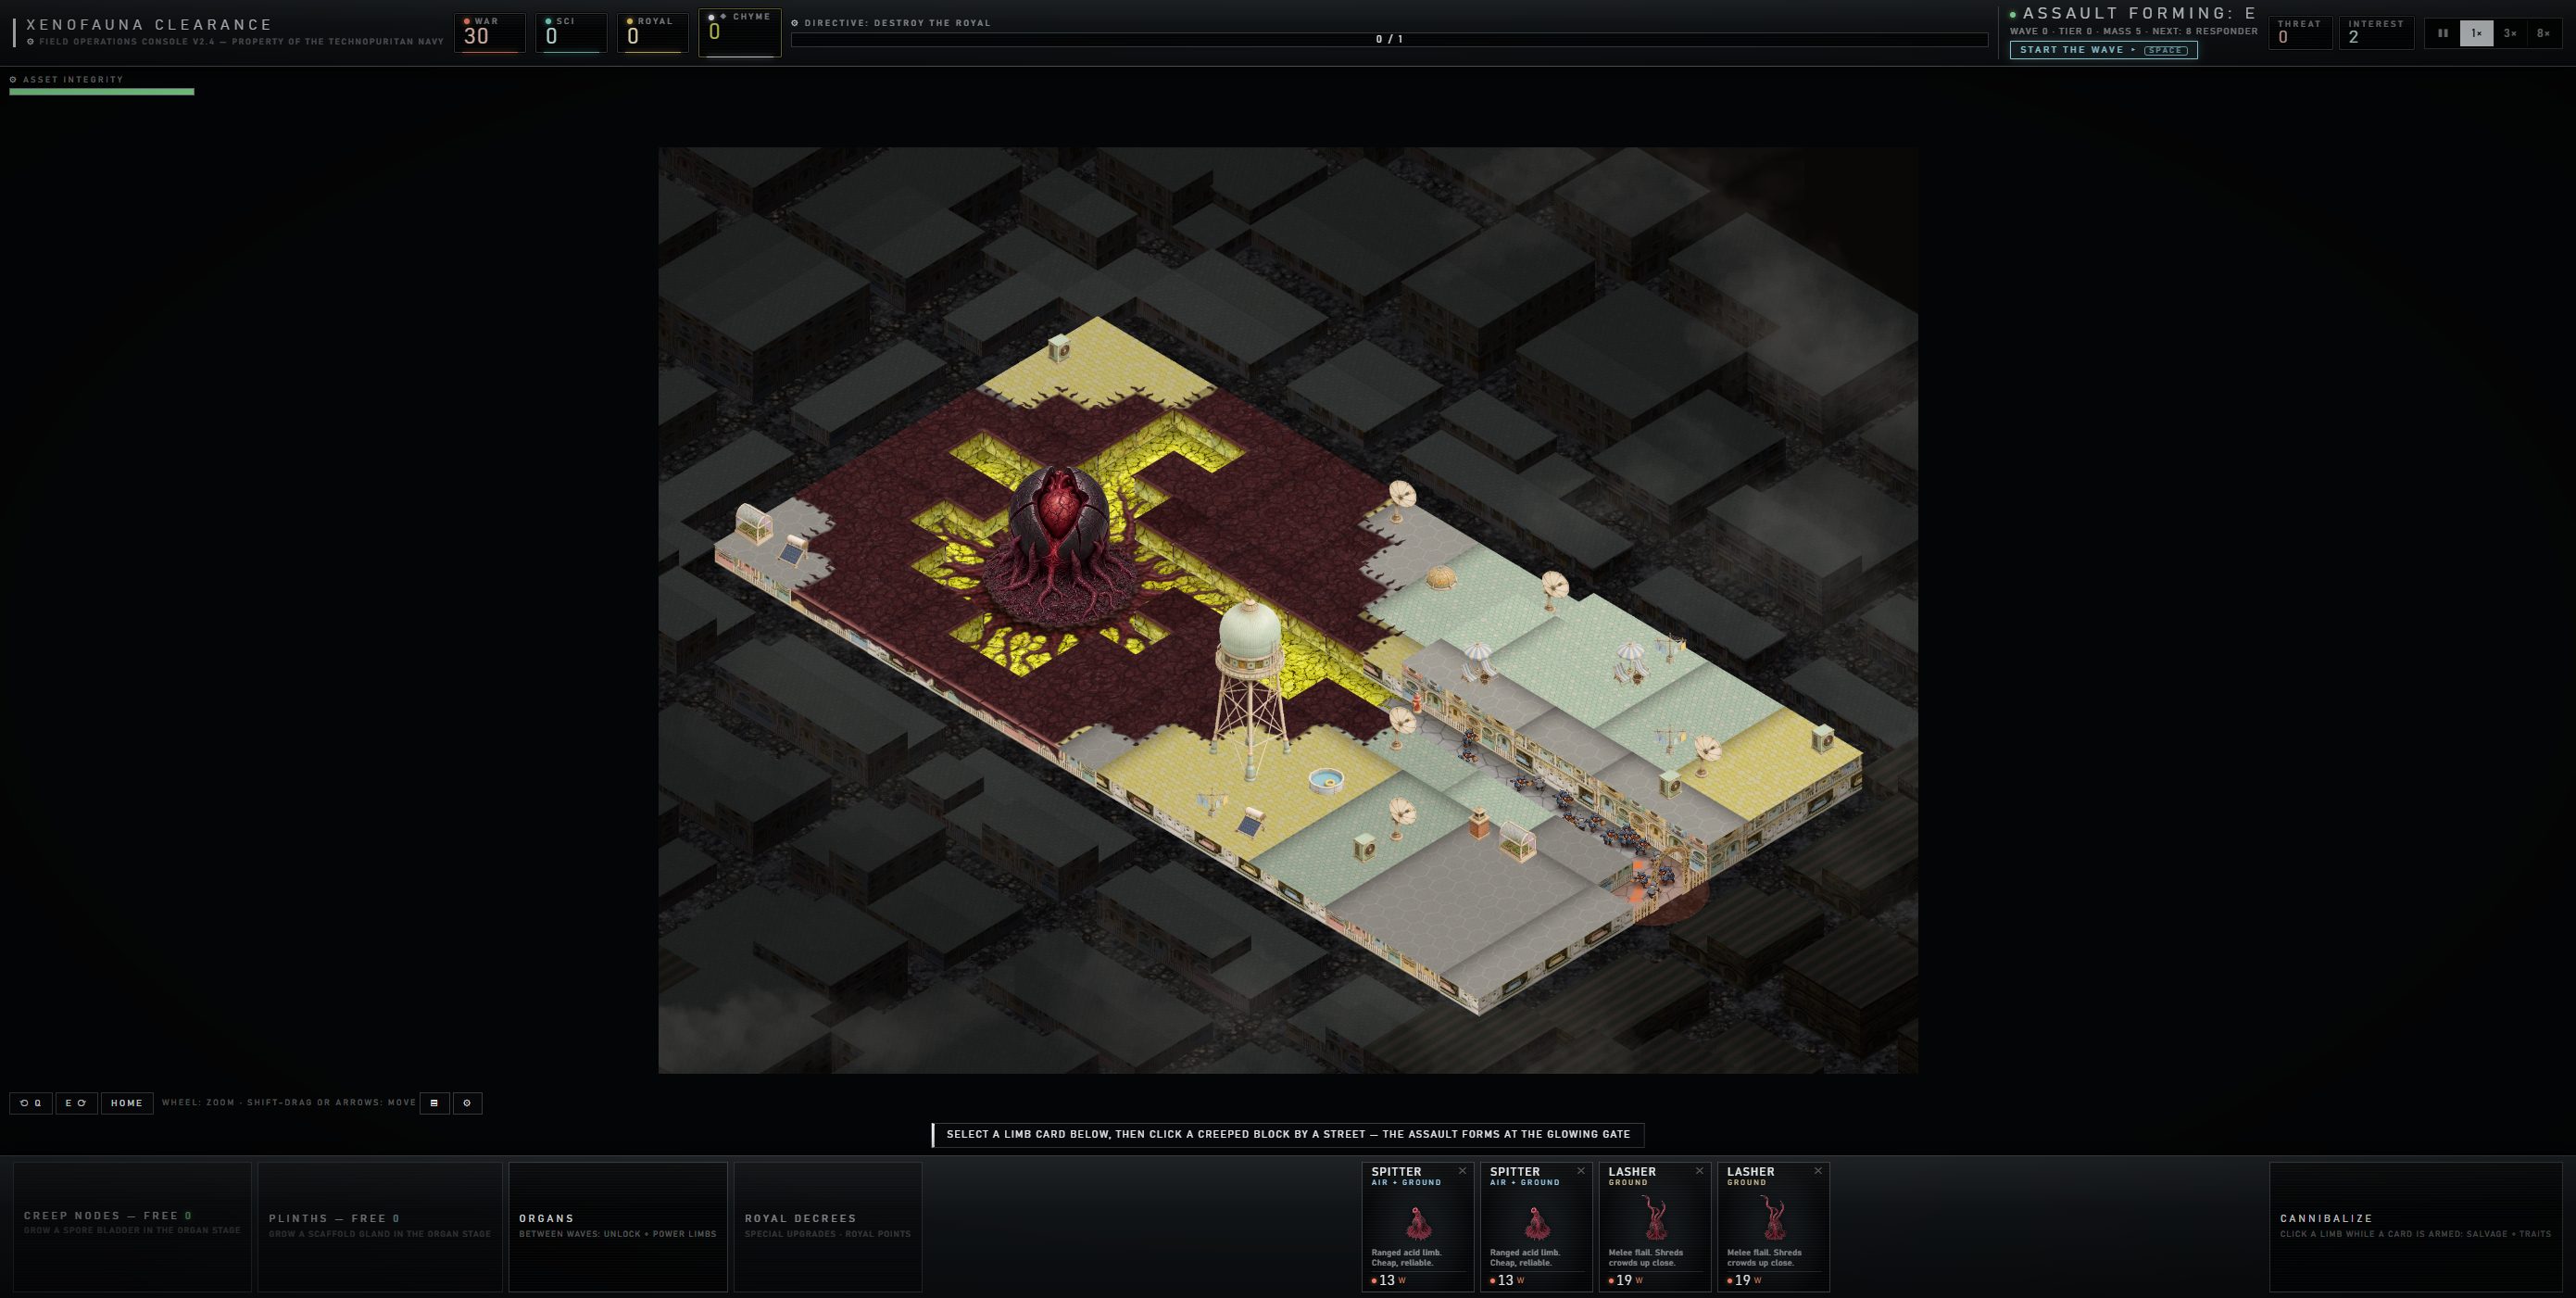 XENOFAUNA CLEARANCE
FIELD OPERATIONS CONSOLE V2.4 — PROPERTY OF THE TECHNOPURITAN NAVY
WAR
30
SCI
0
ROYAL
0
CHYME
0
DIRECTIVE: DESTROY THE ROYAL
0 / 1
ASSAULT FORMING: E
WAVE 0 · TIER 0 · MASS 5 · NEXT: 8 RESPONDER
START THE WAVE ▸ SPACE
THREAT
0
INTEREST
2
1×
3×
8×
ASSET INTEGRITY
Q
E
HOME
WHEEL: ZOOM · SHIFT-DRAG OR ARROWS: MOVE
SELECT A LIMB CARD BELOW, THEN CLICK A CREEPED BLOCK BY A STREET — THE ASSAULT FORMS AT THE GLOWING GATE
CREEP NODES — FREE 0
GROW A SPORE BLADDER IN THE ORGAN STAGE
PLINTHS — FREE 0
GROW A SCAFFOLD GLAND IN THE ORGAN STAGE
ORGANS
BETWEEN WAVES: UNLOCK + POWER LIMBS
ROYAL DECREES
SPECIAL UPGRADES · ROYAL POINTS
SPITTER
AIR + GROUND
Ranged acid limb.
Cheap, reliable.
13 W
SPITTER
AIR + GROUND
Ranged acid limb.
Cheap, reliable.
13 W
LASHER
GROUND
Melee flail. Shreds
crowds up close.
19 W
LASHER
GROUND
Melee flail. Shreds
crowds up close.
19 W
CANNIBALIZE
CLICK A LIMB WHILE A CARD IS ARMED: SALVAGE + TRAITS